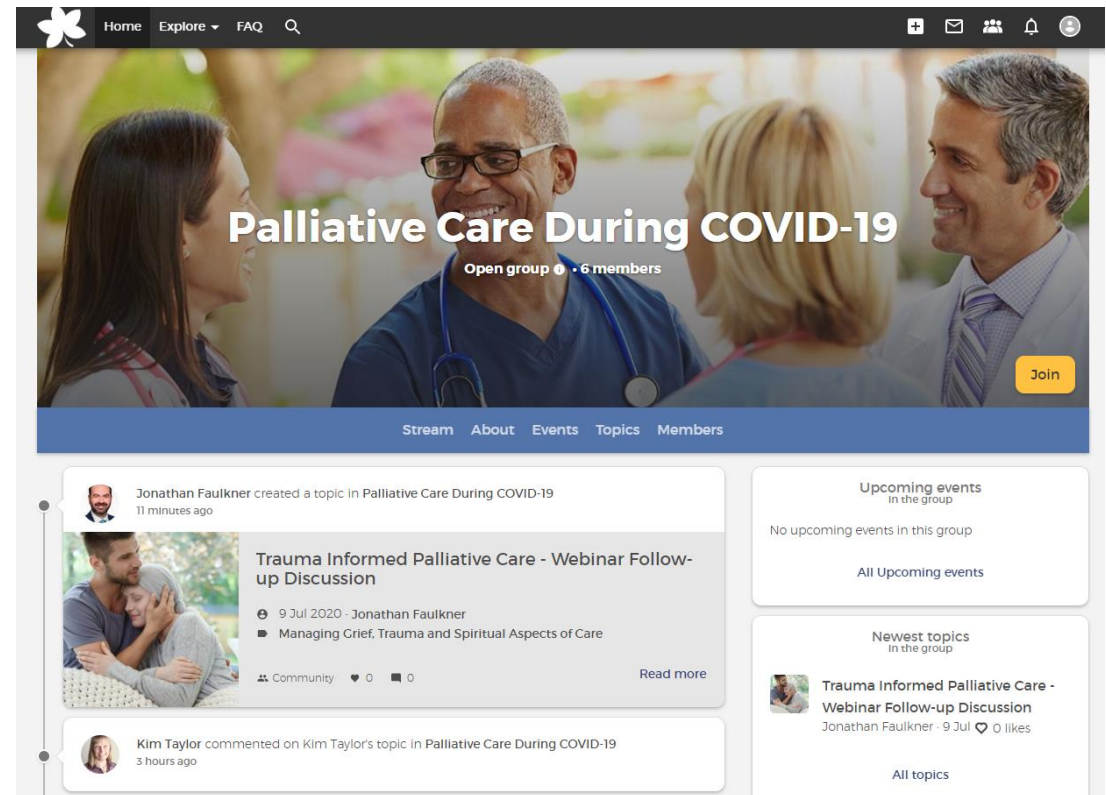 Home Explore FAQ
Palliative Care During COVID-19
Open group • 6 members
Join
Stream About Events Topics Members
Jonathan Faulkner created a topic in Palliative Care During COVID-19
11 minutes ago
Trauma Informed Palliative Care - Webinar Follow-
up Discussion
9 Jul 2020 · Jonathan Faulkner
Managing Grief, Trauma and Spiritual Aspects of Care
Community 0 0
Read more
Kim Taylor commented on Kim Taylor's topic in Palliative Care During COVID-19
3 hours ago
Upcoming events
In the group
No upcoming events in this group
All Upcoming events
Newest topics
In the group
Trauma Informed Palliative Care -
Webinar Follow-up Discussion
Jonathan Faulkner · 9 Jul 0 likes
All topics